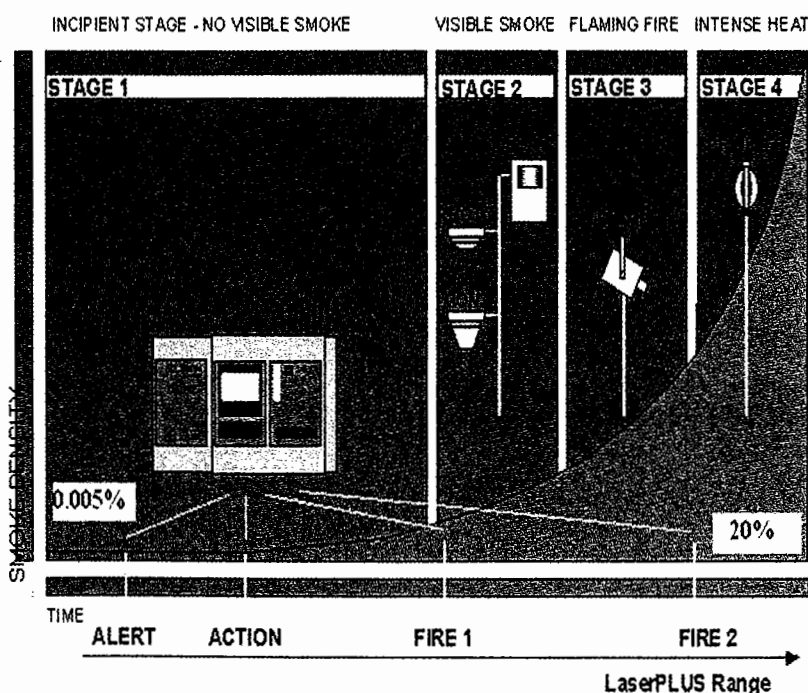 INCIPIENT STAGE - NO VISIBLE SMOKE VISIBLE SMOKE FLAMING FIRE INTENSE HEAT
STAGE 1 STAGE 2 STAGE 3 STAGE 4
SMOKE DENSITY
0.005%
20%
TIME
ALERT ACTION FIRE 1 FIRE 2
LaserPLUS Range